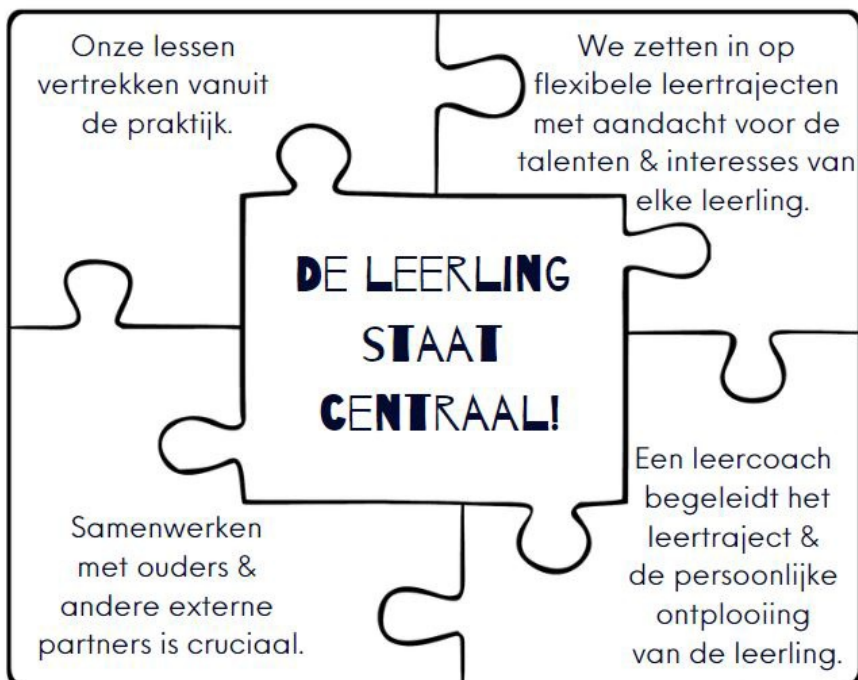 Onze lessen
vertrekken vanuit
de praktijk.
We zetten in op
flexibele leertrajecten
met aandacht voor de
talenten & interesses van
elke leerling.
DE LEERLING
STAAT
CENTRAAL!
Samenwerken
met ouders &
andere externe
partners is cruciaal.
Een leercoach
begeleidt het
leertraject &
de persoonlijke
ontplooiing
van de leerling.